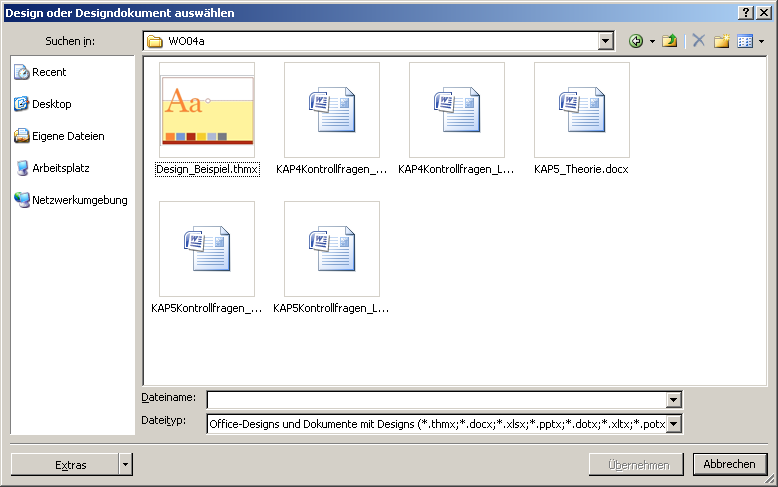 Design oder Designdokument auswählen
Suchen in:
WO04a
Recent
Desktop
Eigene Dateien
Arbeitsplatz
Netzwerkumgebung
Aa
Design_Beispiel.thmx
KAP4Kontrollfragen_...
KAP4Kontrollfragen_L...
KAP5_Theorie.docx
KAP5Kontrollfragen_...
KAP5Kontrollfragen_L...
Dateiname:
Dateityp:
Office-Designs und Dokumente mit Designs (*.thmx;*.docx;*.xlsx;*.pptx;*.dotx;*.xltx;*.potx
Extras
Übernehmen
Abbrechen